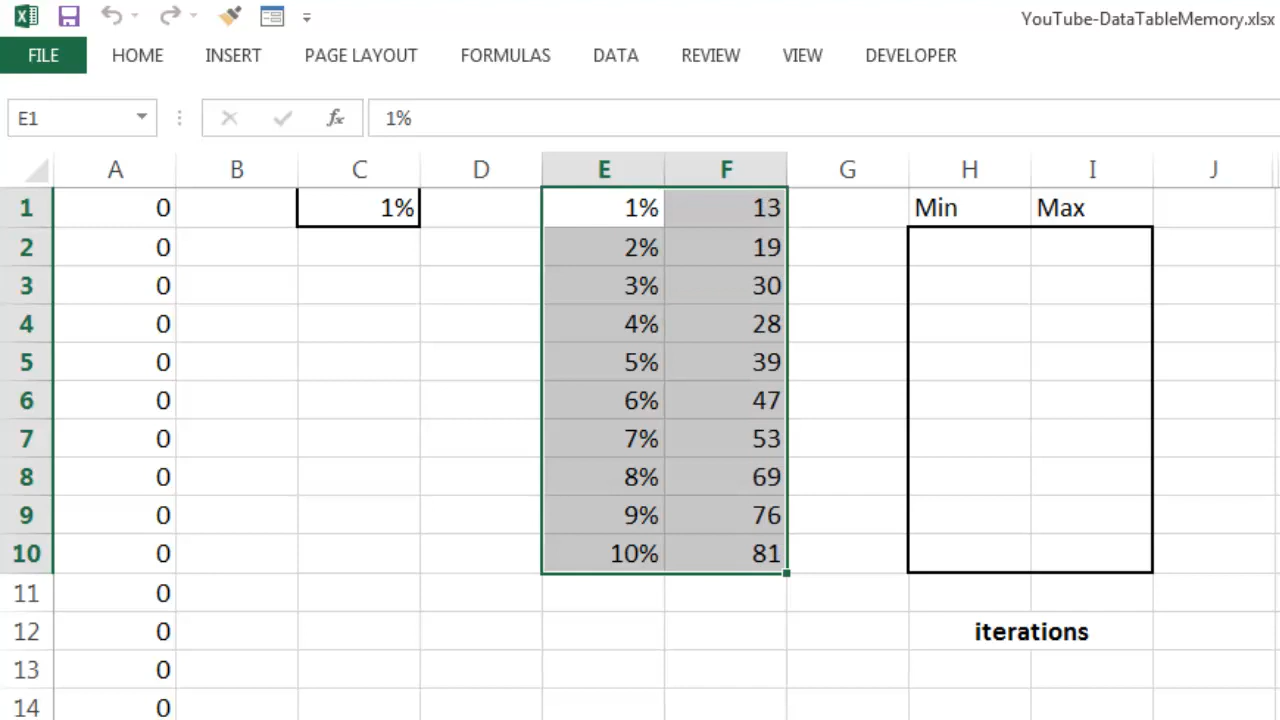 YouTube-DataTableMemory.xlsx
FILE HOME INSERT PAGE LAYOUT FORMULAS DATA REVIEW VIEW DEVELOPER
E1 fx 1%
A B C D E F G H I J
1 0 1% 1% 13 Min Max
2 0 2% 19
3 0 3% 30
4 0 4% 28
5 0 5% 39
6 0 6% 47
7 0 7% 53
8 0 8% 69
9 0 9% 76
10 0 10% 81
11 0
12 0 iterations
13 0
14 0